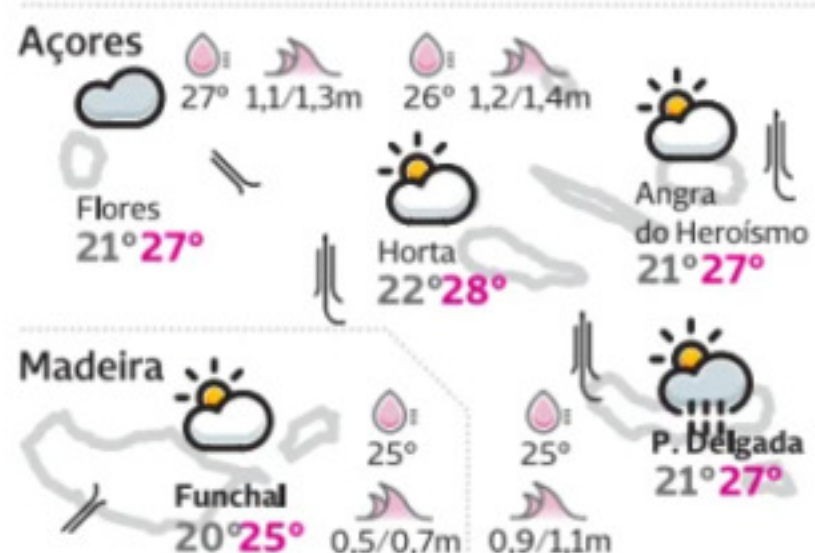 Açores
27° 1,1/1,3m
26° 1,2/1,4m
Flores
21° 27°
Horta
22° 28°
Angra
do Heroísmo
21° 27°
Madeira
Funchal
20° 25°
25°
0,5/0,7m
25°
0,9/1,1m
P. Delgada
21° 27°